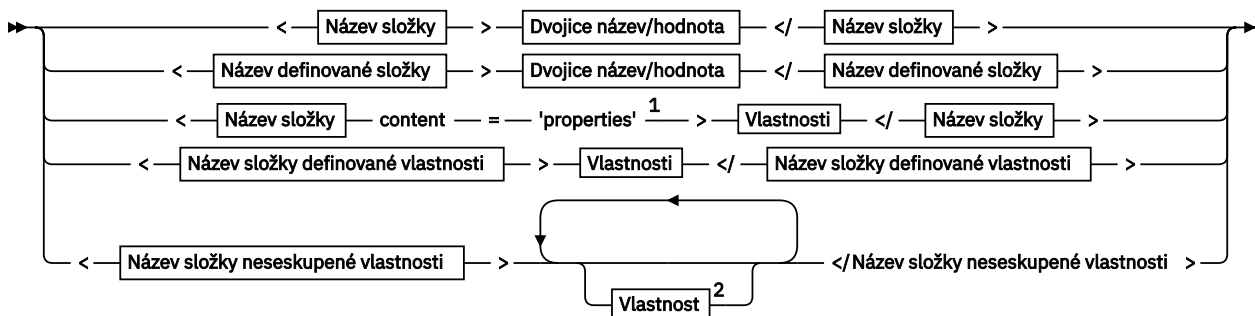 < Název složky > Dvojice název/hodnota </ Název složky >
< Název definované složky > Dvojice název/hodnota </ Název definované složky >
< Název složky content = 'properties' 1 > Vlastnosti </ Název složky >
< Název složky definované vlastnosti > Vlastnosti </ Název složky definované vlastnosti >
< Název složky neseskupené vlastnosti > </ Název složky neseskupené vlastnosti >
Vlastnost 2